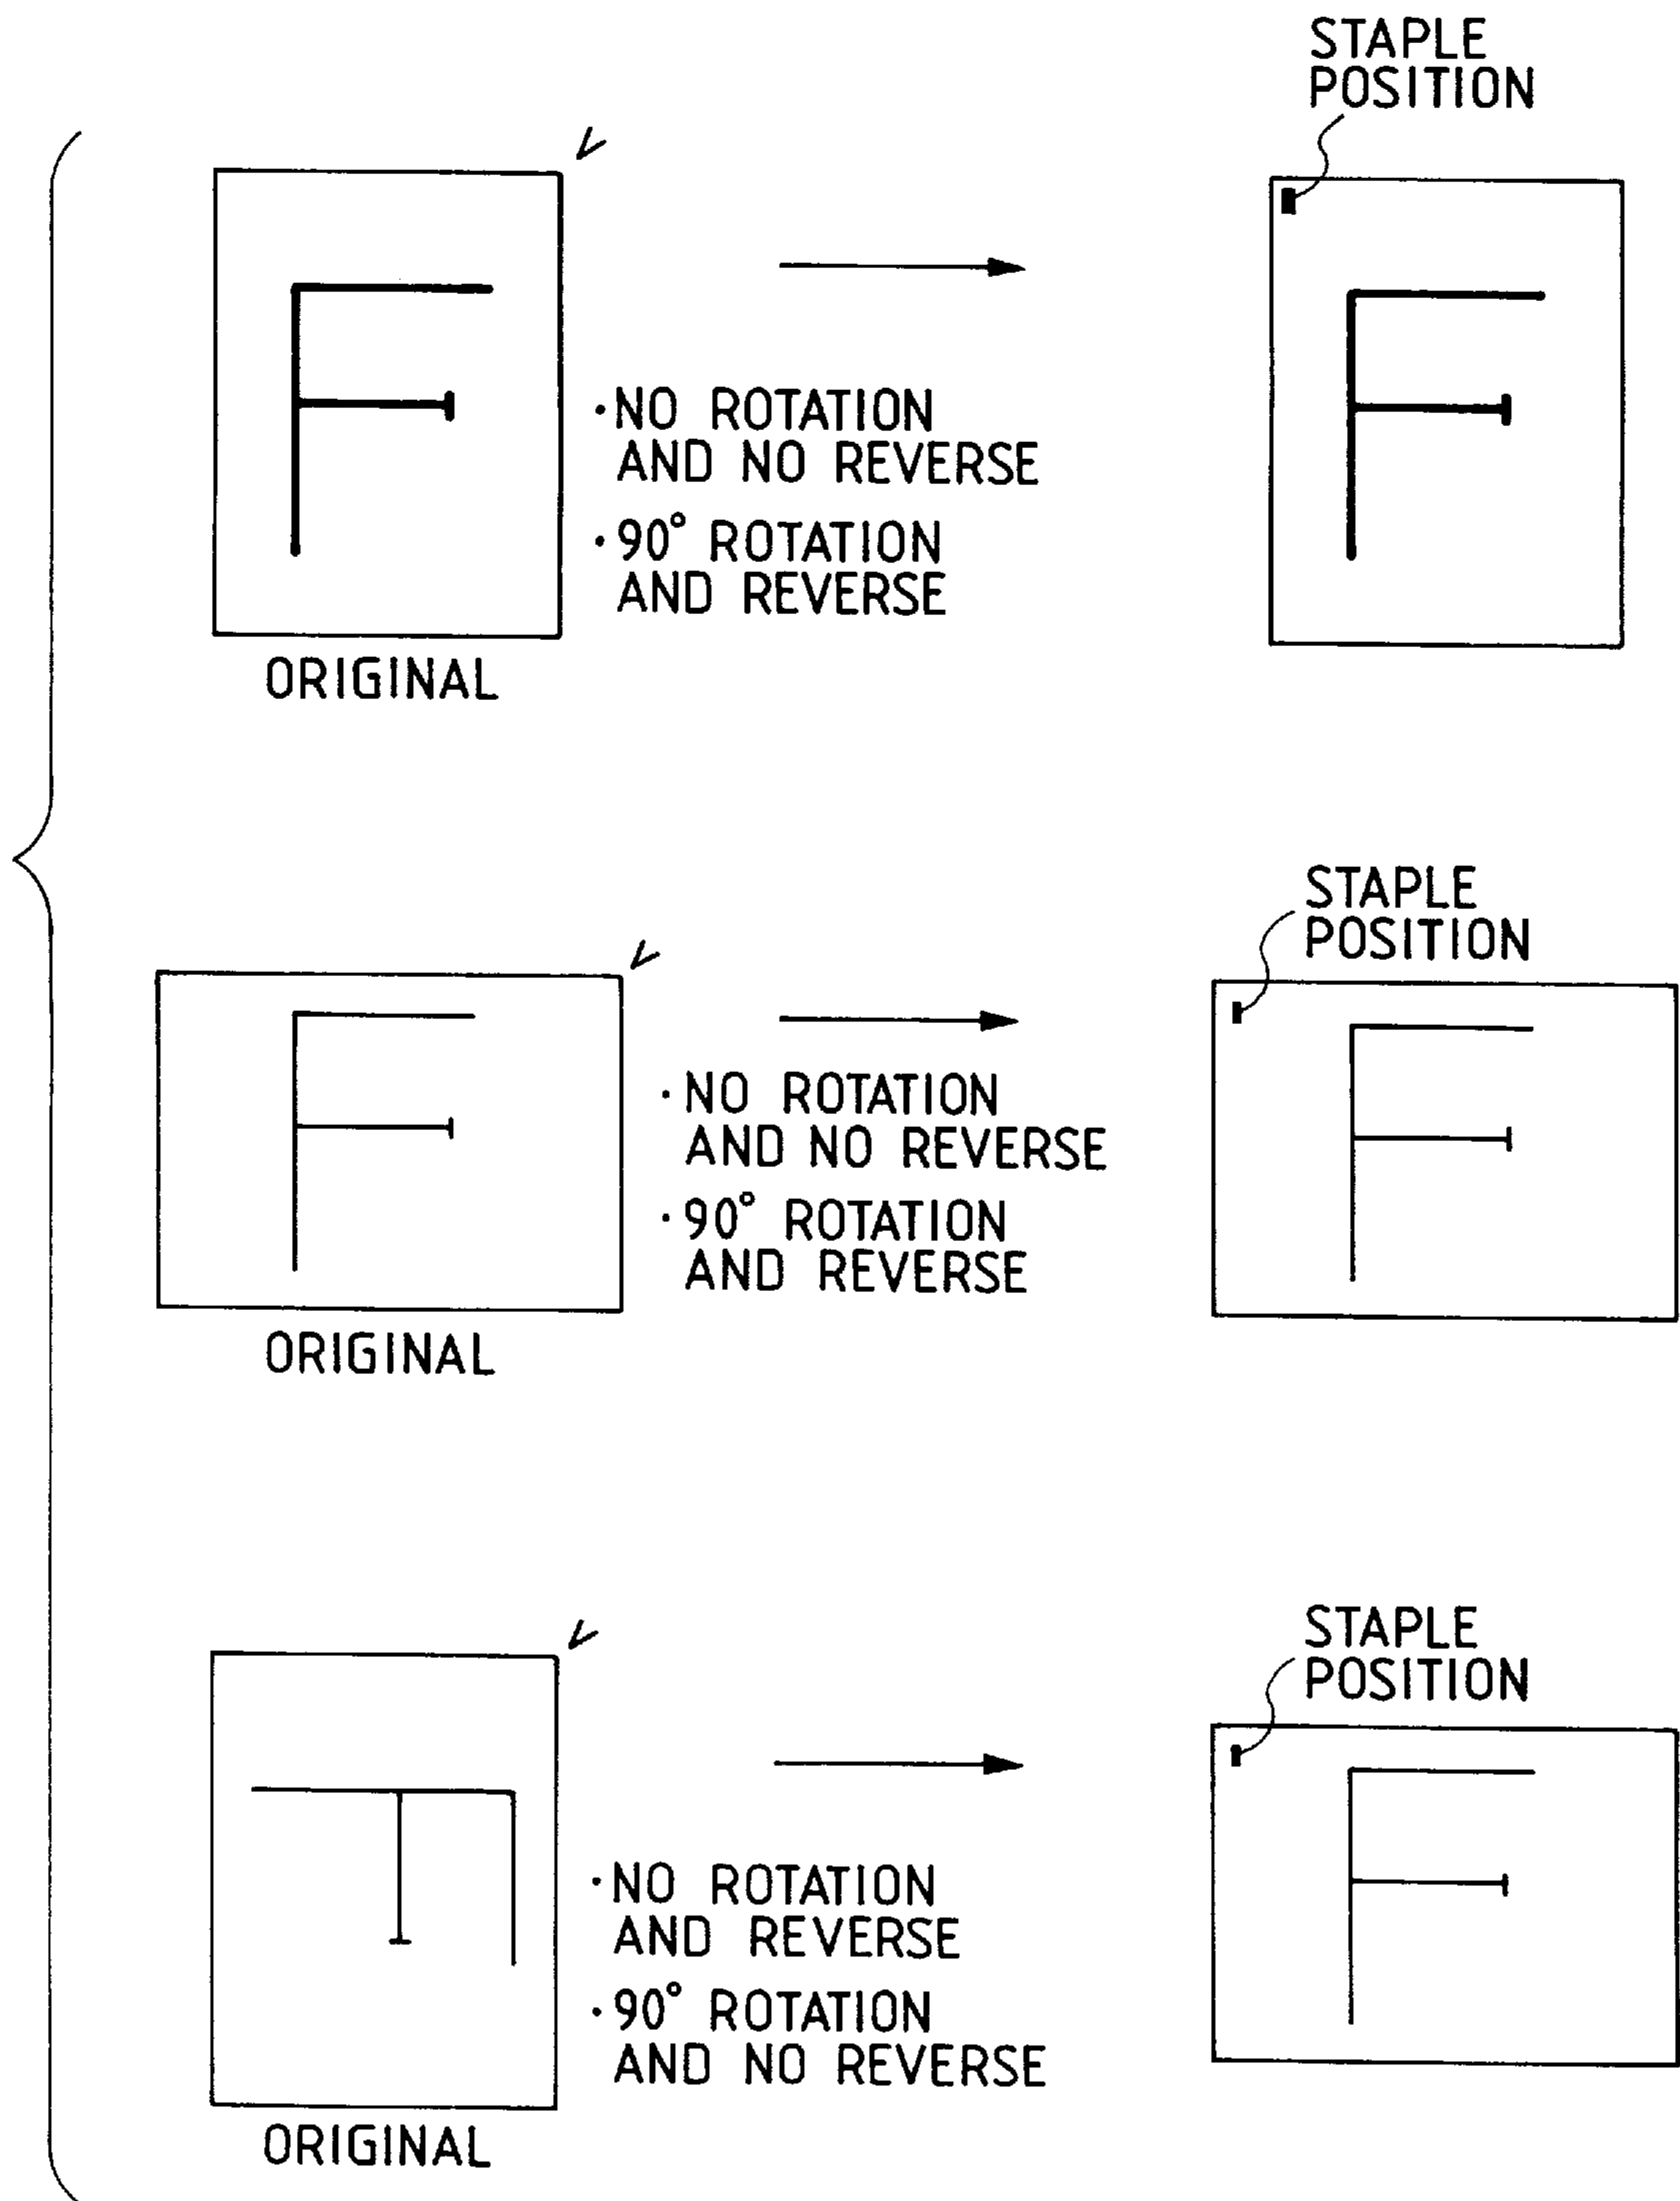 STAPLE
POSITION
F
F
·NO ROTATION
AND NO REVERSE
·90° ROTATION
AND REVERSE
ORIGINAL
STAPLE
POSITION
F
F
·NO ROTATION
AND NO REVERSE
·90° ROTATION
AND REVERSE
ORIGINAL
STAPLE
POSITION
F
F
·NO ROTATION
AND REVERSE
·90° ROTATION
AND NO REVERSE
ORIGINAL